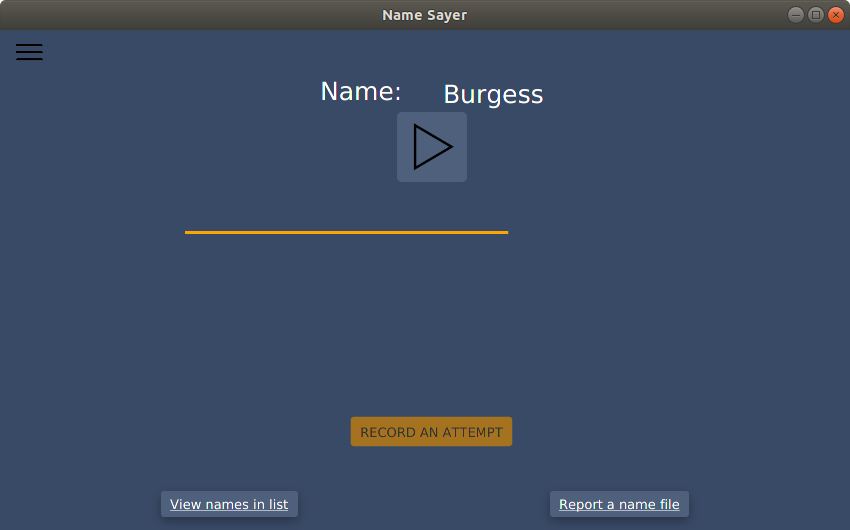 Name Sayer
Name: Burgess
RECORD AN ATTEMPT
View names in list
Report a name file